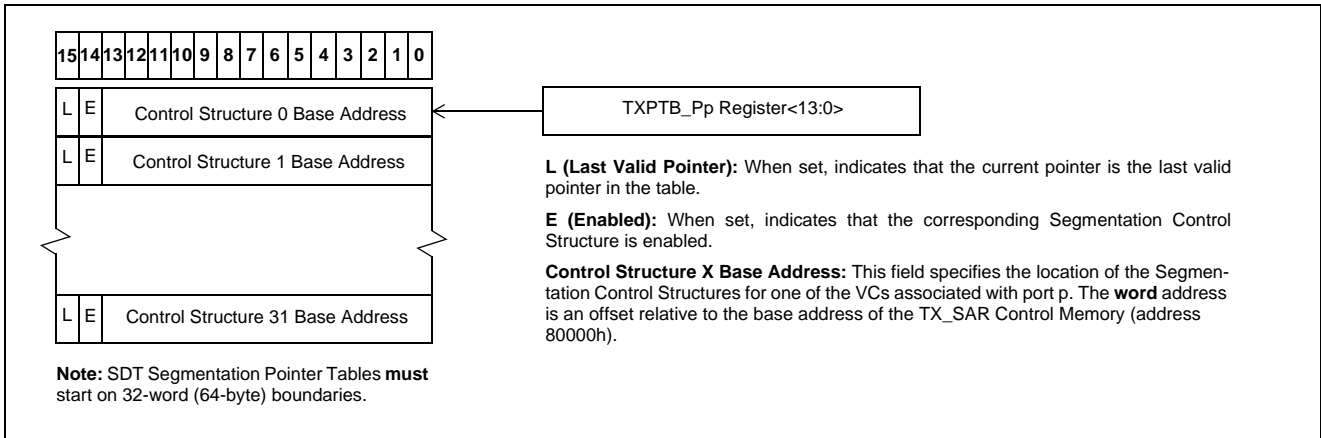 15 14 13 12 11 10 9 8 7 6 5 4 3 2 1 0
L E Control Structure 0 Base Address
TXPTB_Pp Register<13:0>
L E Control Structure 1 Base Address
L E Control Structure 31 Base Address
Note: SDT Segmentation Pointer Tables must
start on 32-word (64-byte) boundaries.
L (Last Valid Pointer): When set, indicates that the current pointer is the last valid
pointer in the table.
E (Enabled): When set, indicates that the corresponding Segmentation Control
Structure is enabled.
Control Structure X Base Address: This field specifies the location of the Segmen-
tation Control Structures for one of the VCs associated with port p. The word address
is an offset relative to the base address of the TX_SAR Control Memory (address
80000h).